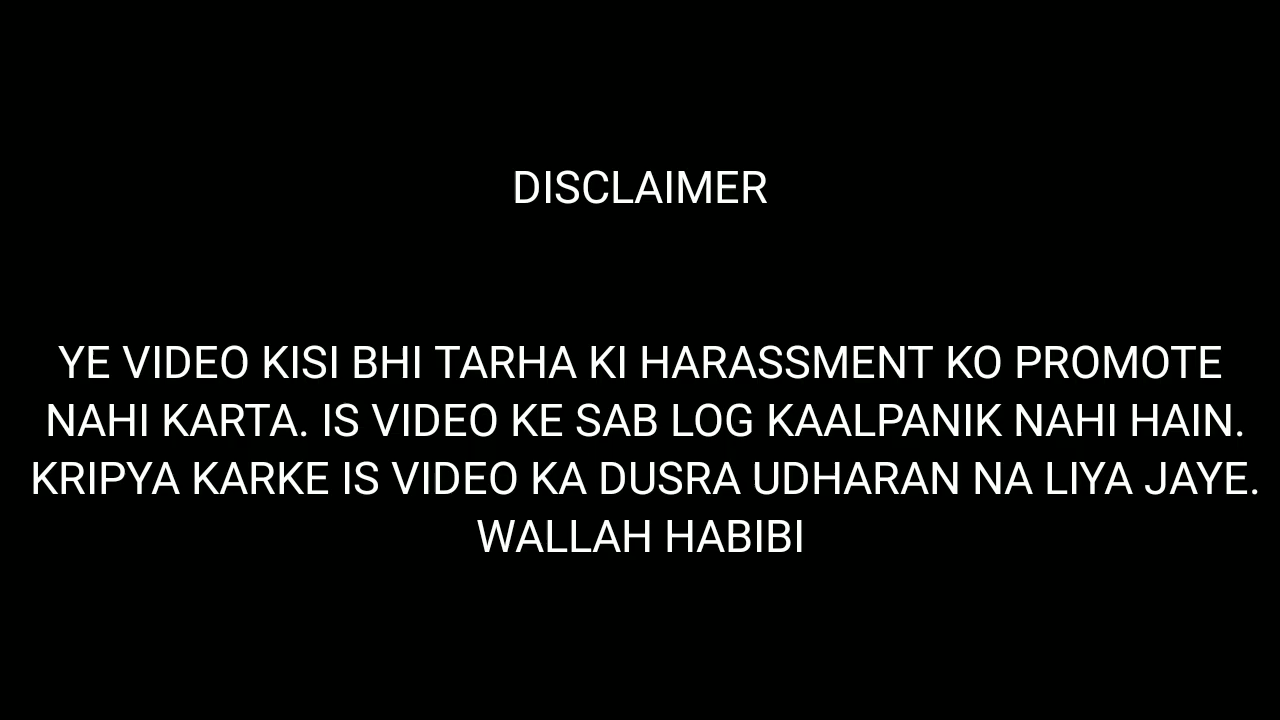 DISCLAIMER
YE VIDEO KISI BHI TARHA KI HARASSMENT KO PROMOTE
NAHI KARTA. IS VIDEO KE SAB LOG KAALPANIK NAHI HAIN.
KRIPYA KARKE IS VIDEO KA DUSRA UDHARAN NA LIYA JAYE.
WALLAH HABIBI